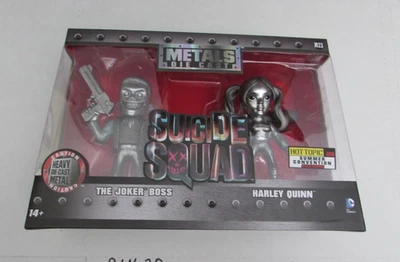 M23
METALS
DIE CAST
SUICIDE
SQUAD
HOT TOPIC
SUMMER
CONVENTION
CAUTION
HEAVY
DIE-CAST
METAL
THE JOKER BOSS
HARLEY QUINN
14+